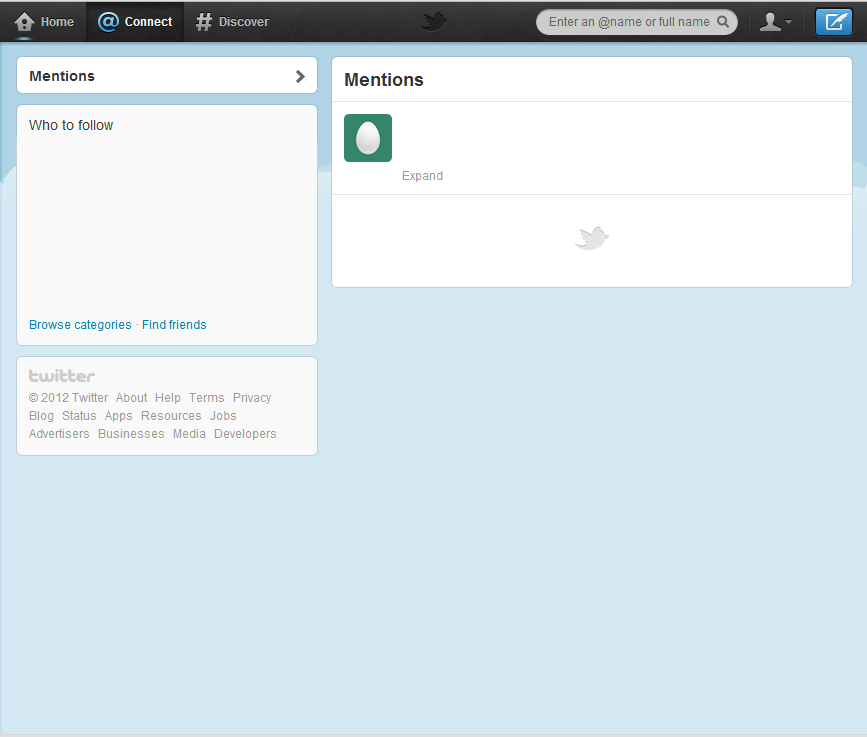 Home @ Connect # Discover Enter an @name or full name
Mentions
Who to follow
Browse categories · Find friends
twitter
© 2012 Twitter About Help Terms Privacy
Blog Status Apps Resources Jobs
Advertisers Businesses Media Developers
Mentions
Expand